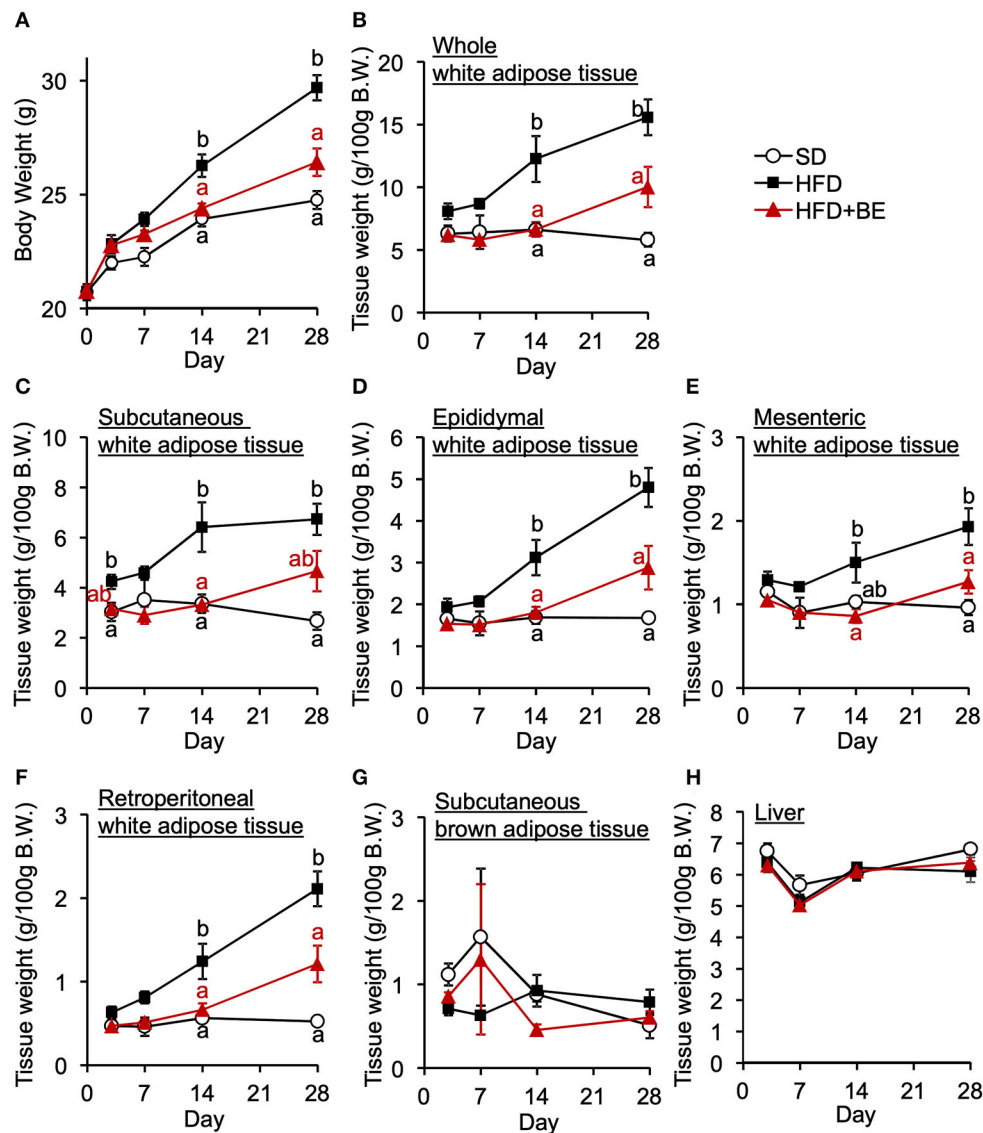 A
Body Weight (g)
30
25
20
b
b
a
a
a
a
0 7 14 21 28
Day
B
Whole
white adipose tissue
Tissue weight (g/100g B.W.)
20
15
10
5
0
b
b
a
a
a
a
0 7 14 21 28
Day
SD
HFD
HFD+BE
C
Subcutaneous
white adipose tissue
Tissue weight (g/100g B.W.)
10
8
6
4
2
0
b
b
b
ab
a
ab
a
a
a
0 7 14 21 28
Day
D
Epididymal
white adipose tissue
Tissue weight (g/100g B.W.)
6
5
4
3
2
1
0
b
b
a
a
a
a
0 7 14 21 28
Day
E
Mesenteric
white adipose tissue
Tissue weight (g/100g B.W.)
3
2
1
0
b
b
ab
a
a
a
0 7 14 21 28
Day
F
Retroperitoneal
white adipose tissue
Tissue weight (g/100g B.W.)
3
2
1
0
b
b
a
a
a
a
0 7 14 21 28
Day
G
Subcutaneous
brown adipose tissue
Tissue weight (g/100g B.W.)
3
2
1
0
0 7 14 21 28
Day
H
Liver
Tissue weight (g/100g B.W.)
8
7
6
5
4
3
2
1
0
0 7 14 21 28
Day